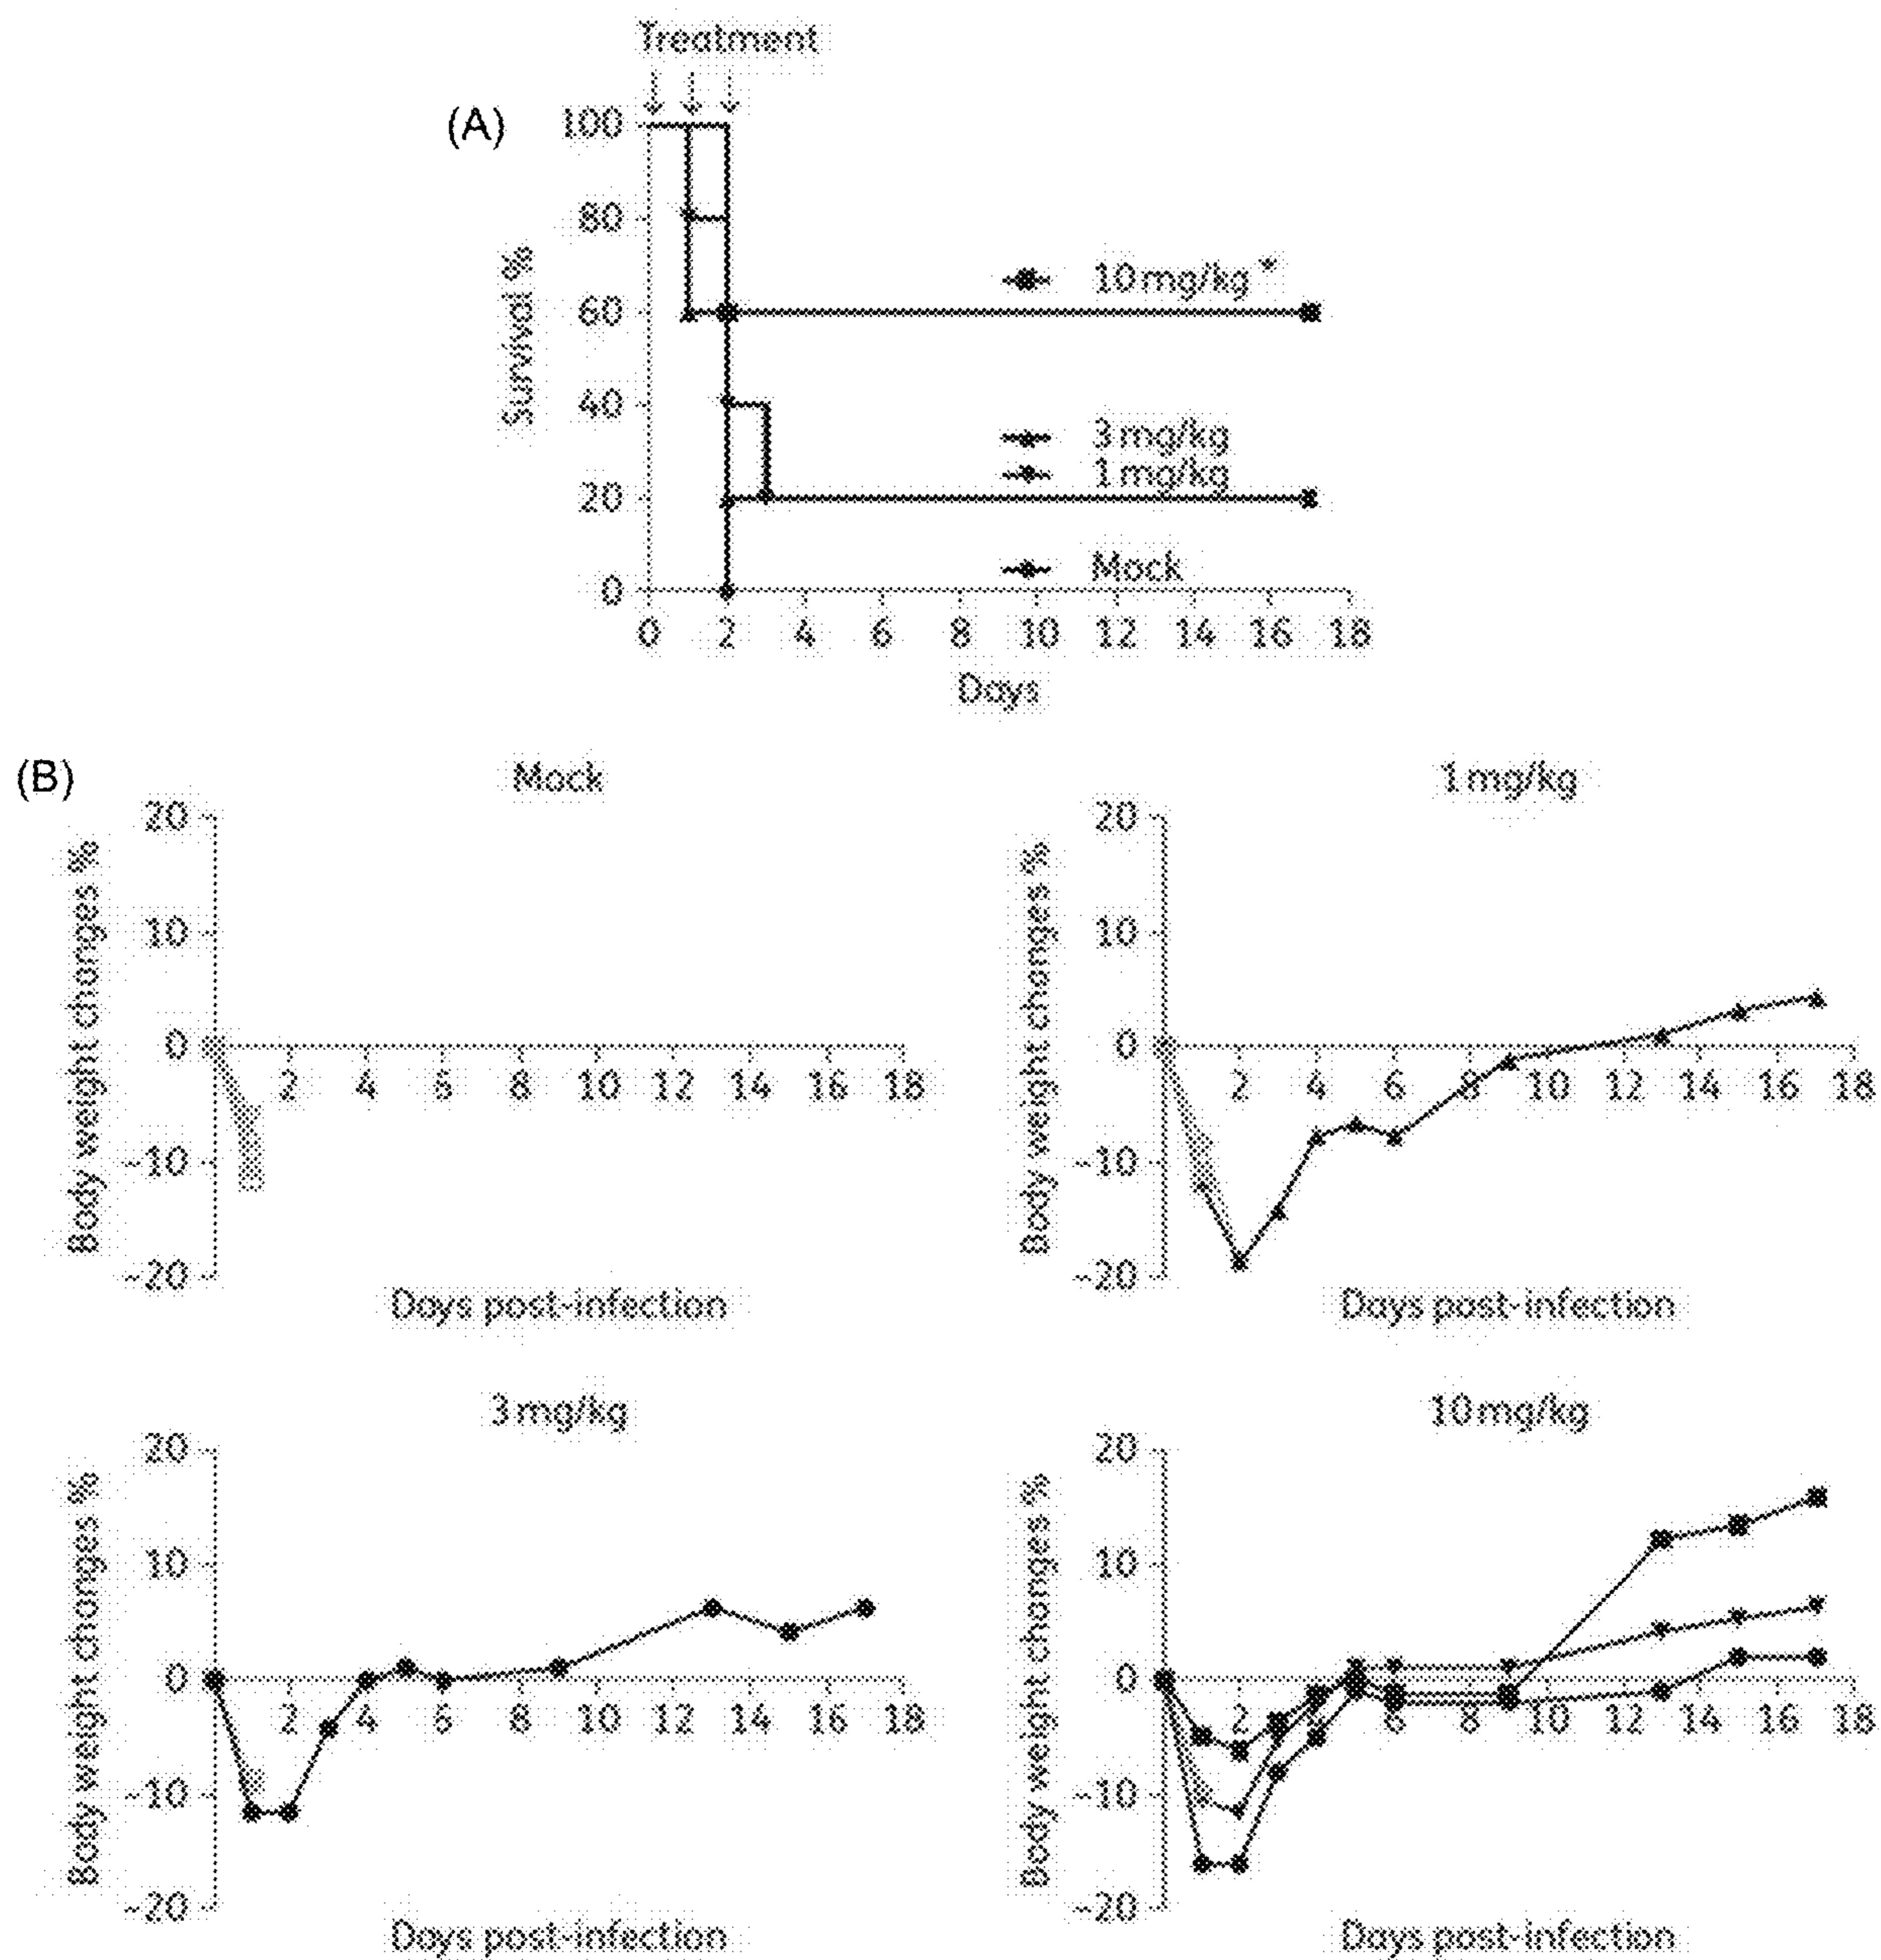 Treatment
(A)
100
80
60
40
20
0
Survival %
10 mg/kg *
3 mg/kg
1 mg/kg
Mock
0 2 4 6 8 10 12 14 16 18
Days
(B)
Mock
20
10
0
-10
-20
Body weight changes %
2 4 6 8 10 12 14 16 18
Days post-infection
1 mg/kg
20
10
0
-10
-20
Body weight changes %
2 4 6 8 10 12 14 16 18
Days post-infection
3 mg/kg
20
10
0
-10
-20
Body weight changes %
2 4 6 8 10 12 14 16 18
Days post-infection
10 mg/kg
20
10
0
-10
-20
Body weight changes %
2 4 6 8 10 12 14 16 18
Days post-infection